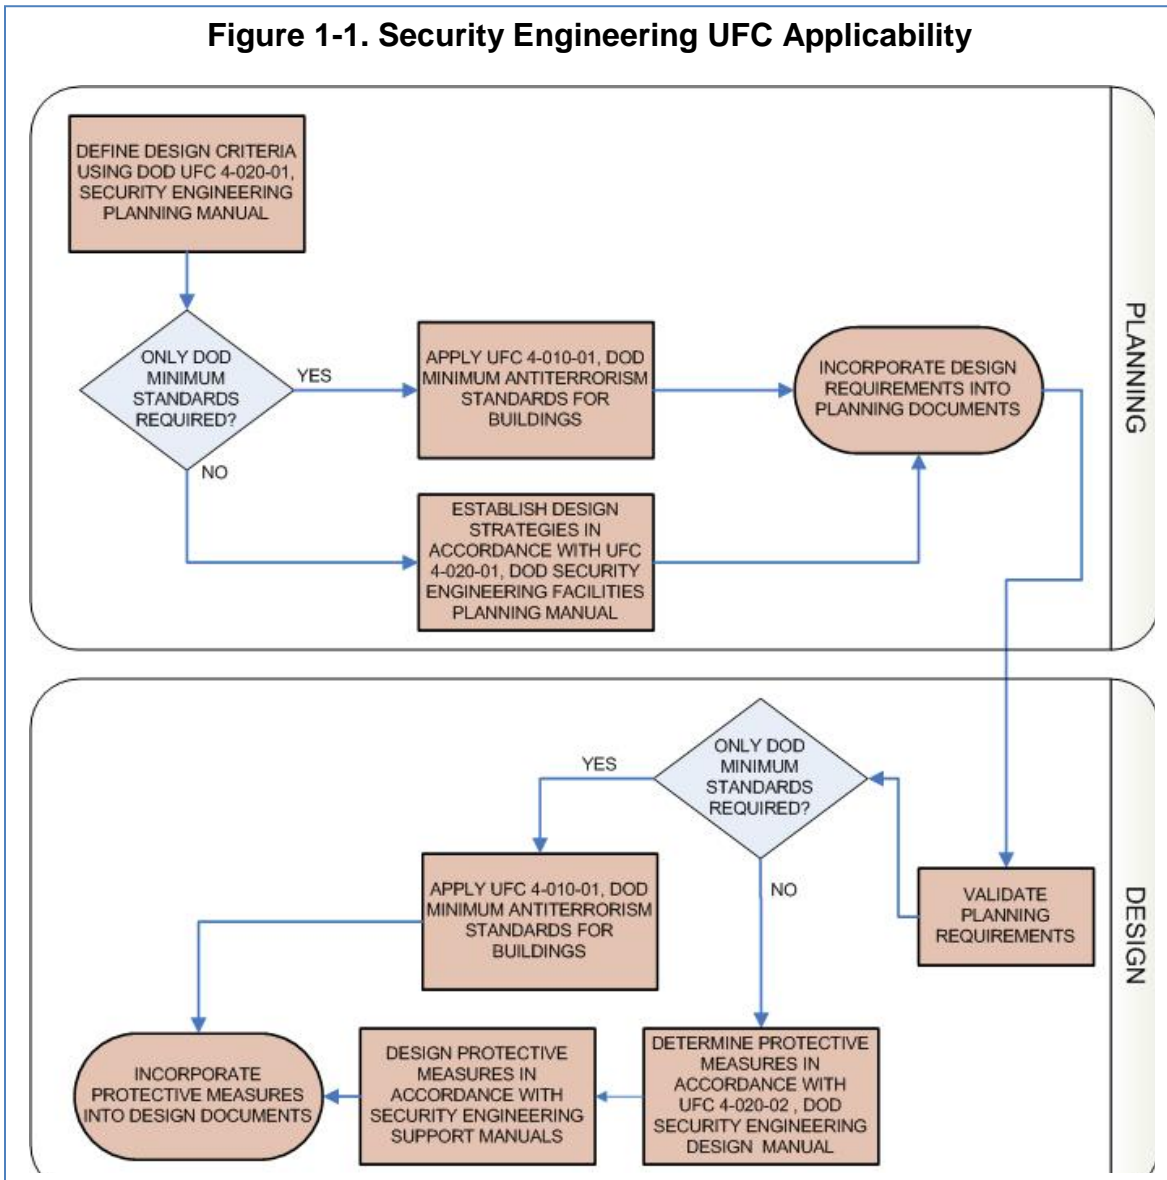 Figure 1-1. Security Engineering UFC Applicability
DEFINE DESIGN CRITERIA
USING DOD UFC 4-020-01,
SECURITY ENGINEERING
PLANNING MANUAL
ONLY DOD
MINIMUM
STANDARDS
REQUIRED?
YES
NO
APPLY UFC 4-010-01, DOD
MINIMUM ANTITERRORISM
STANDARDS FOR
BUILDINGS
ESTABLISH DESIGN
STRATEGIES IN
ACCORDANCE WITH UFC
4-020-01, DOD SECURITY
ENGINEERING FACILITIES
PLANNING MANUAL
INCORPORATE DESIGN
REQUIREMENTS INTO
PLANNING DOCUMENTS
PLANNING
VALIDATE
PLANNING
REQUIREMENTS
ONLY DOD
MINIMUM
STANDARDS
REQUIRED?
YES
NO
APPLY UFC 4-010-01, DOD
MINIMUM ANTITERRORISM
STANDARDS FOR
BUILDINGS
DETERMINE PROTECTIVE
MEASURES IN
ACCORDANCE WITH
UFC 4-020-02 , DOD
SECURITY ENGINEERING
DESIGN MANUAL
DESIGN PROTECTIVE
MEASURES IN
ACCORDANCE WITH
SECURITY ENGINEERING
SUPPORT MANUALS
INCORPORATE
PROTECTIVE MEASURES
INTO DESIGN DOCUMENTS
DESIGN